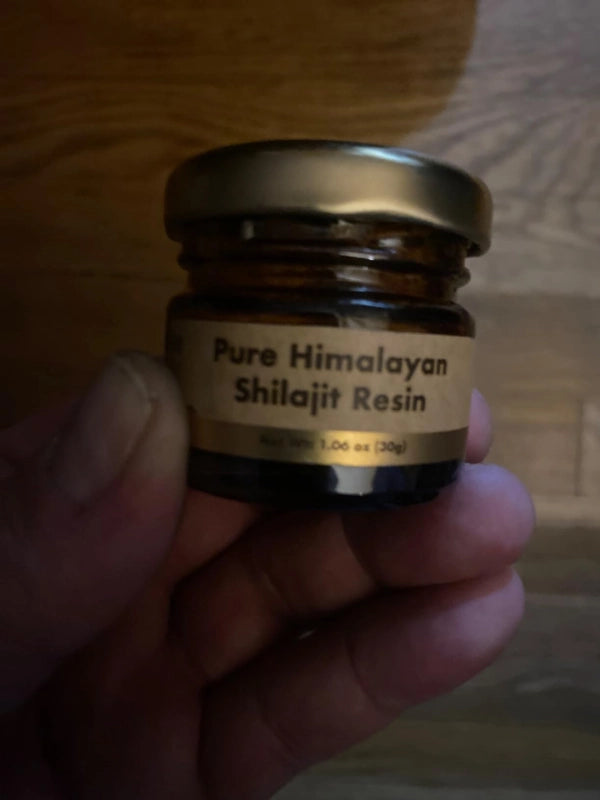 Pure Himalayan
Shilajit Resin
Net Wt. 1.06 oz (30g)